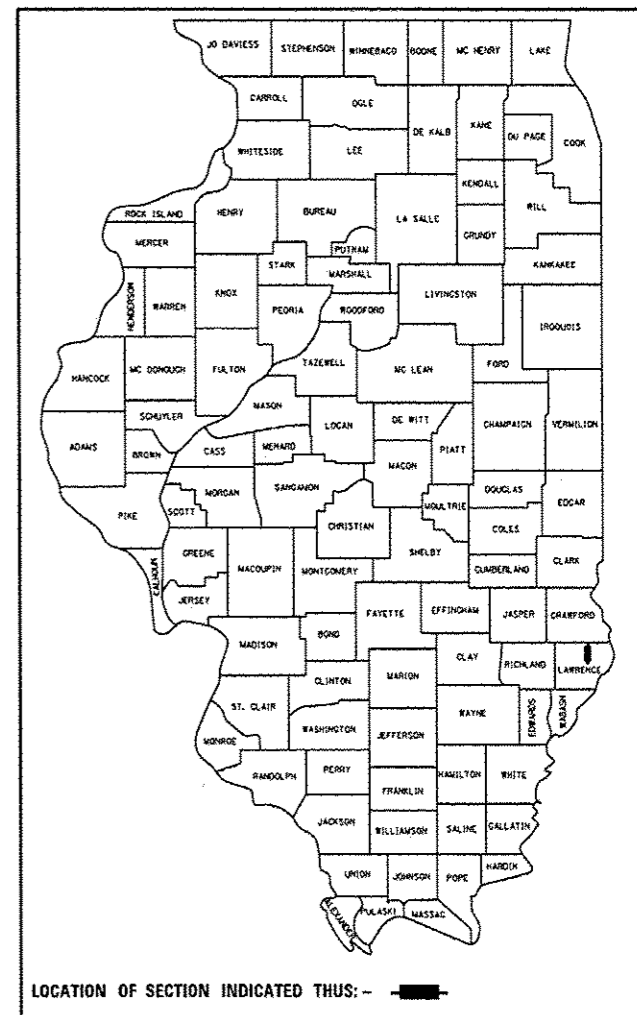 JO DAVIESS STEPHENSON WINNEBAGO BOONE MC HENRY LAKE
CARROLL OGLE DE KALB KANE DU PAGE COOK
WHITESIDE LEE
KENDALL WILL
ROCK ISLAND HENRY BUREAU LA SALLE GRUNDY
MERCER PUTNAM KANKAKEE
STARK MARSHALL
HENDERSON WARREN KNOX PEORIA WOODFORD LIVINGSTON IROQUOIS
HANCOCK MC DONOUGH FULTON TAZEWELL MC LEAN FORD
SCHUYLER MASON LOGAN DE WITT CHAMPAIGN VERMILION
ADAMS BROWN CASS MENARD MACON PIATT
PIKE SCOTT MORGAN SANGAMON CHRISTIAN MOULTRIE DOUGLAS EDGAR
COLES
CALHOUN GREENE MACOUPIN MONTGOMERY SHELBY CUMBERLAND CLARK
JERSEY FAYETTE EFFINGHAM JASPER CRAWFORD
MADISON BOND CLAY RICHLAND LAWRENCE
CLINTON MARION
ST. CLAIR WASHINGTON JEFFERSON WAYNE EDWARDS WABASH
MONROE
RANDOLPH PERRY FRANKLIN HAMILTON WHITE
JACKSON WILLIAMSON SALINE GALLATIN
UNION JOHNSON POPE HARDIN
ALEXANDER PULASKI MASSAC
LOCATION OF SECTION INDICATED THUS: -